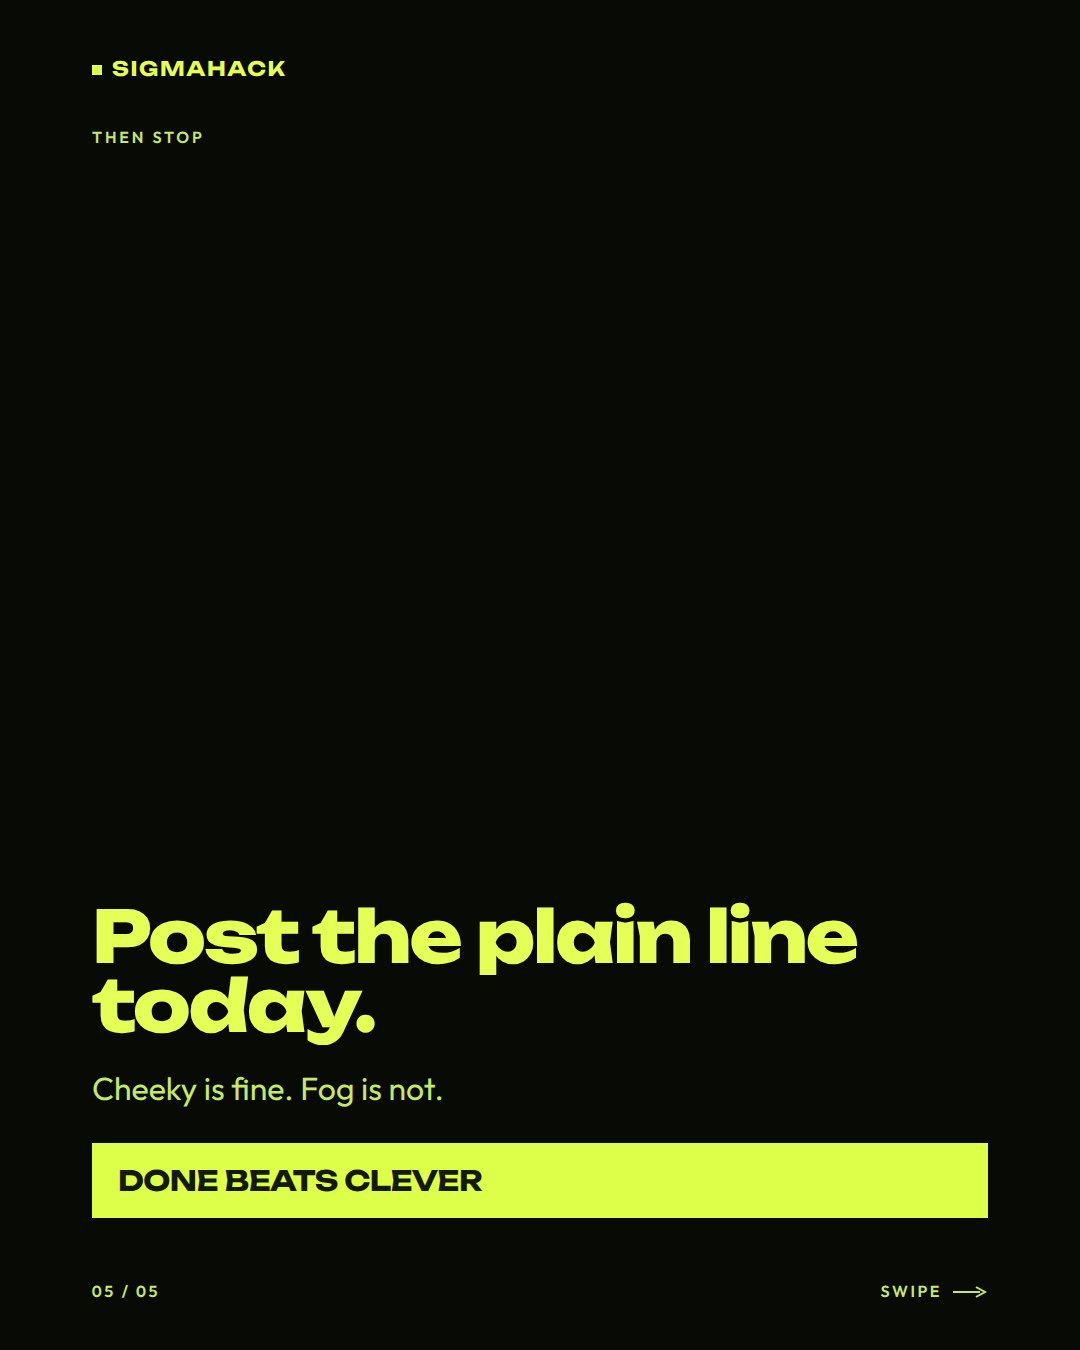 SIGMAHACK
THEN STOP
Post the plain line
today.
Cheeky is fine. Fog is not.
DONE BEATS CLEVER
05 / 05
SWIPE